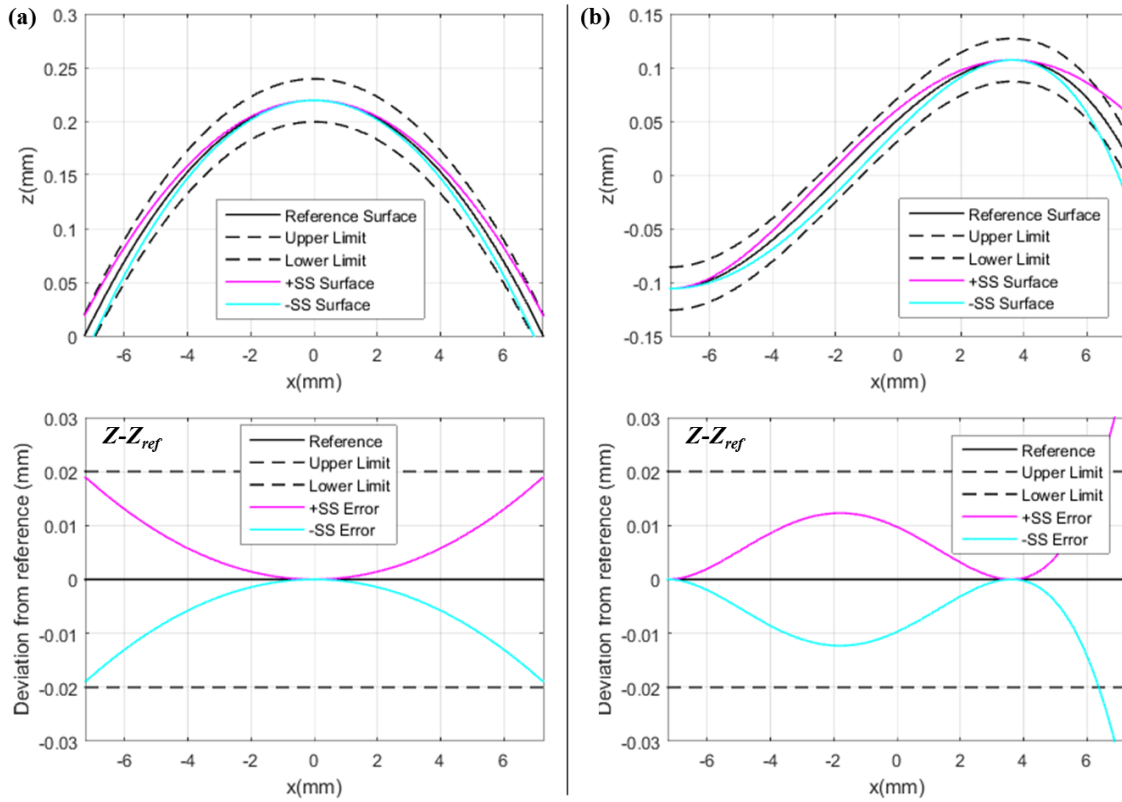 (a)
0.3
0.25
0.2
0.15
0.1
0.05
0
z(mm)
Reference Surface
Upper Limit
Lower Limit
+SS Surface
-SS Surface
-6 -4 -2 0 2 4 6
x(mm)
0.03
0.02
0.01
0
-0.01
-0.02
-0.03
Deviation from reference (mm)
Z-Zref
Reference
Upper Limit
Lower Limit
+SS Error
-SS Error
-6 -4 -2 0 2 4 6
x(mm)
(b)
0.15
0.1
0.05
0
-0.05
-0.1
-0.15
z(mm)
Reference Surface
Upper Limit
Lower Limit
+SS Surface
-SS Surface
-6 -4 -2 0 2 4 6
x(mm)
0.03
0.02
0.01
0
-0.01
-0.02
-0.03
Deviation from reference (mm)
Z-Zref
Reference
Upper Limit
Lower Limit
+SS Error
-SS Error
-6 -4 -2 0 2 4 6
x(mm)